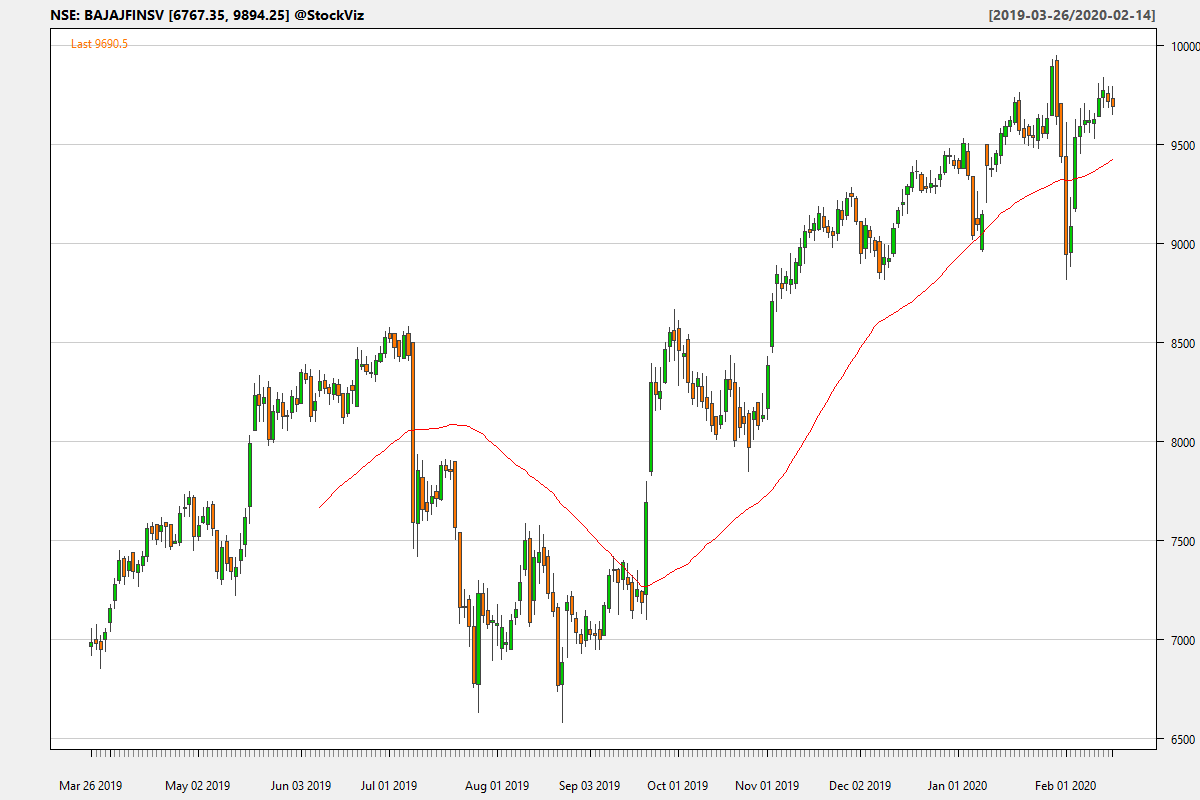 NSE: BAJAJFINSV [6767.35, 9894.25] @StockViz
[2019-03-26/2020-02-14]
Last 9690.5
10000
9500
9000
8500
8000
7500
7000
6500
Mar 26 2019
May 02 2019
Jun 03 2019
Jul 01 2019
Aug 01 2019
Sep 03 2019
Oct 01 2019
Nov 01 2019
Dec 02 2019
Jan 01 2020
Feb 01 2020